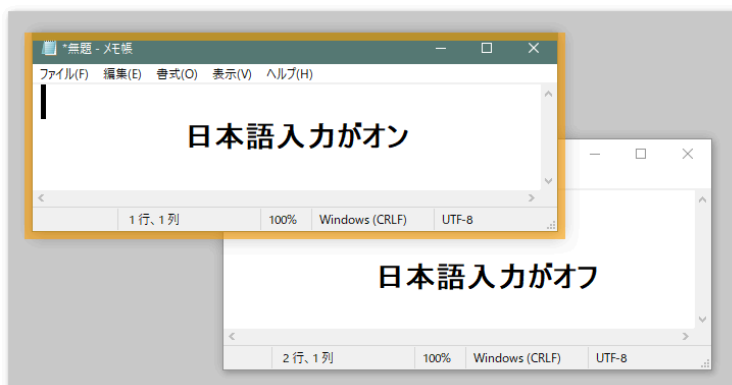 *無題 - メモ帳
ファイル(F) 編集(E) 書式(O) 表示(V) ヘルプ(H)
日本語入力がオン
1 行、1 列 100% Windows (CRLF) UTF-8
日本語入力がオフ
2 行、1 列 100% Windows (CRLF) UTF-8